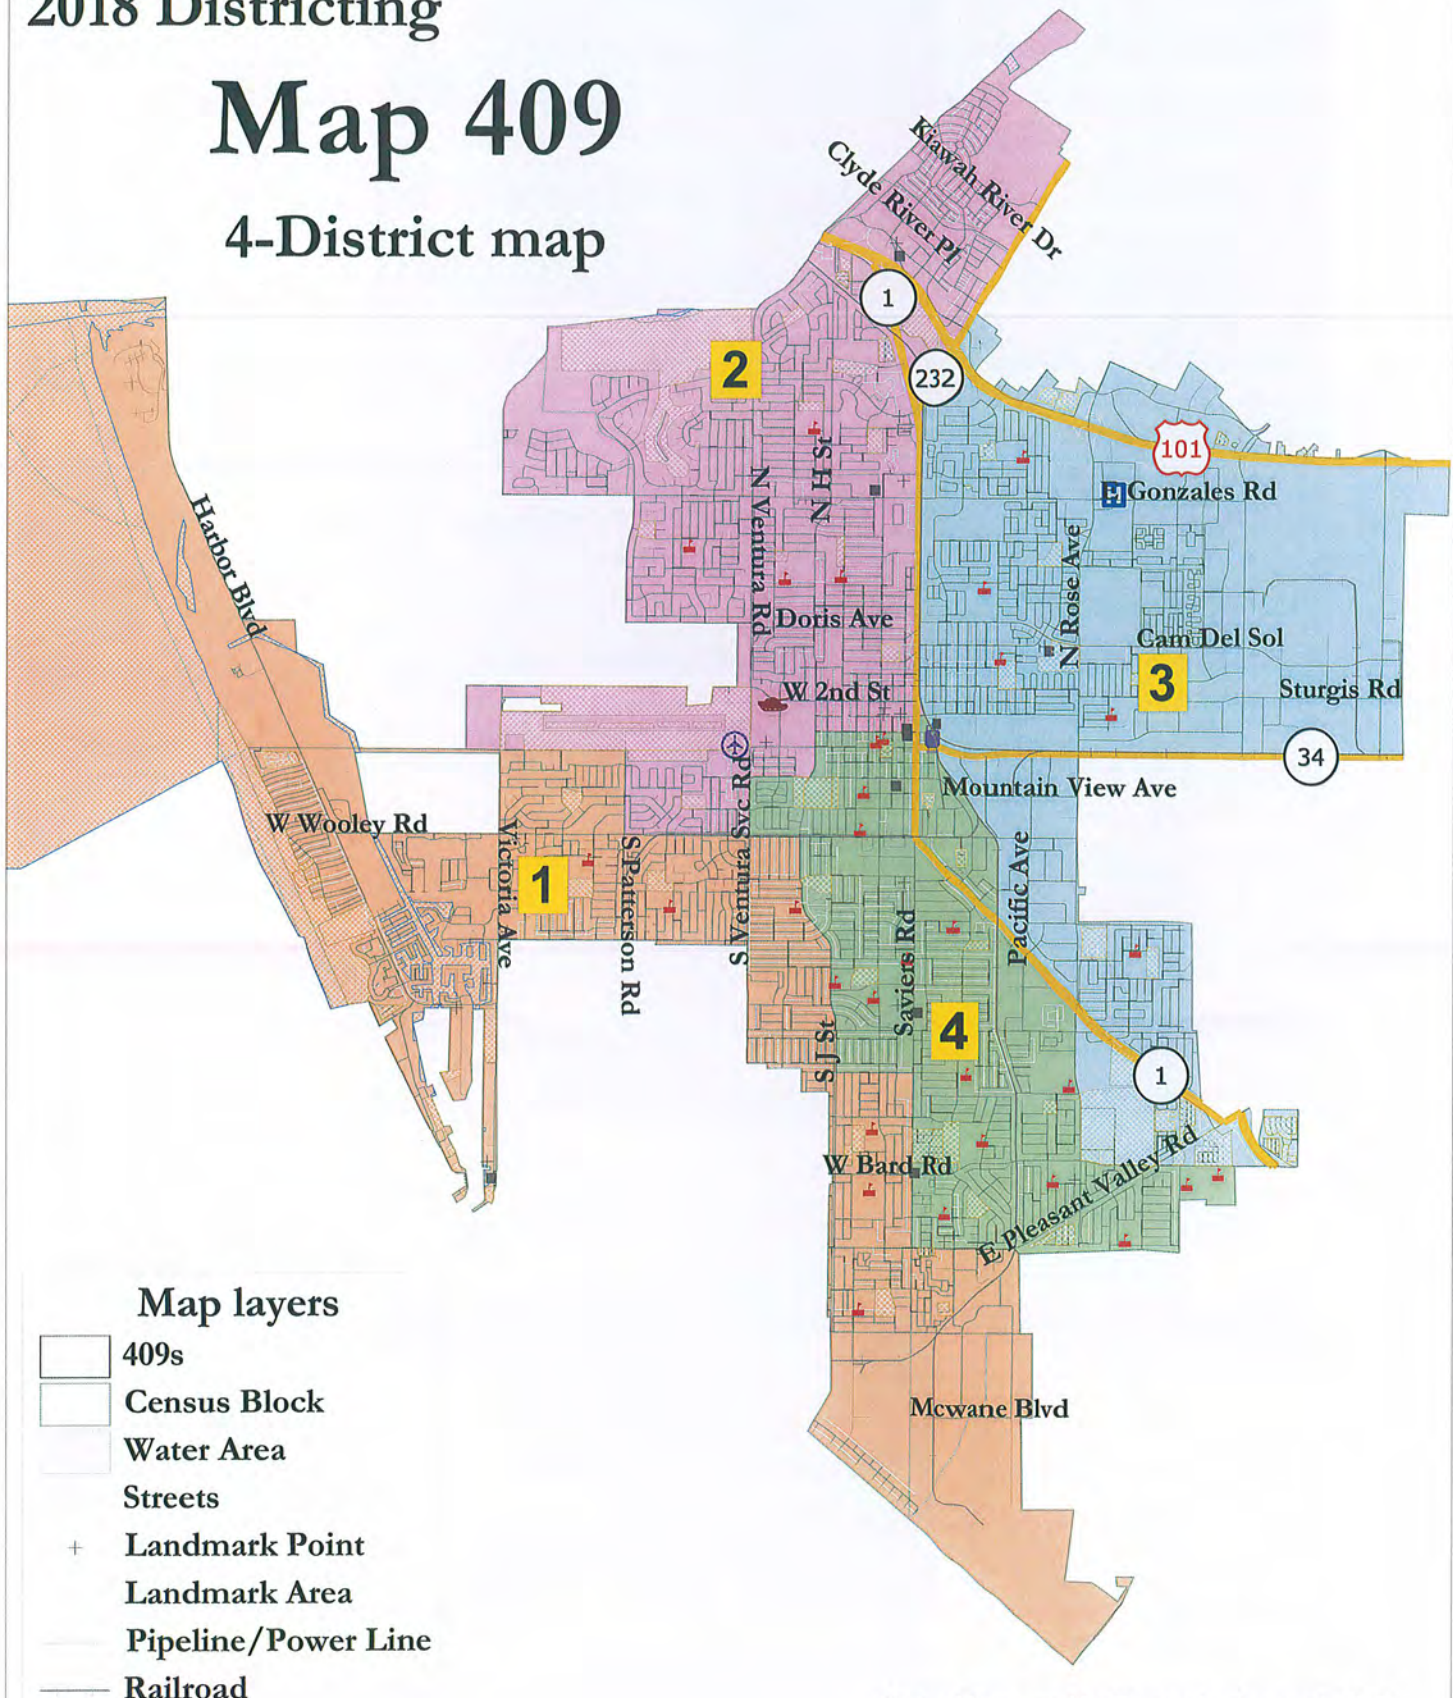 2018 Districting
Map 409
4-District map
Kiawah River Dr
Clyde River Pl
1
232
2
101
Gonzales Rd
H
N H St
N Ventura Rd
N Rose Ave
Harbor Blvd
Doris Ave
Cam Del Sol
3
Sturgis Rd
W 2nd St
34
Mountain View Ave
W Wooley Rd
Victoria Ave
1
S Patterson Rd
S Ventura Svc Rd
Saviers Rd
Pacific Ave
4
S J St
1
W Bard Rd
E Pleasant Valley Rd
Mcwane Blvd
Map layers
409s
Census Block
Water Area
Streets
Landmark Point
Landmark Area
Pipeline/Power Line
Railroad